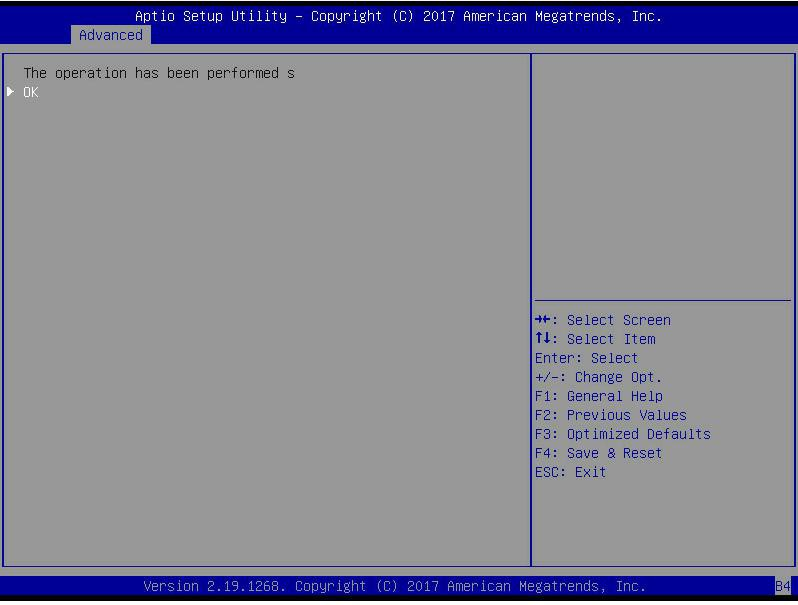 Aptio Setup Utility – Copyright (C) 2017 American Megatrends, Inc.
Advanced
The operation has been performed s
► OK
→←: Select Screen
↑↓: Select Item
Enter: Select
+/-: Change Opt.
F1: General Help
F2: Previous Values
F3: Optimized Defaults
F4: Save & Reset
ESC: Exit
Version 2.19.1268. Copyright (C) 2017 American Megatrends, Inc.
B4